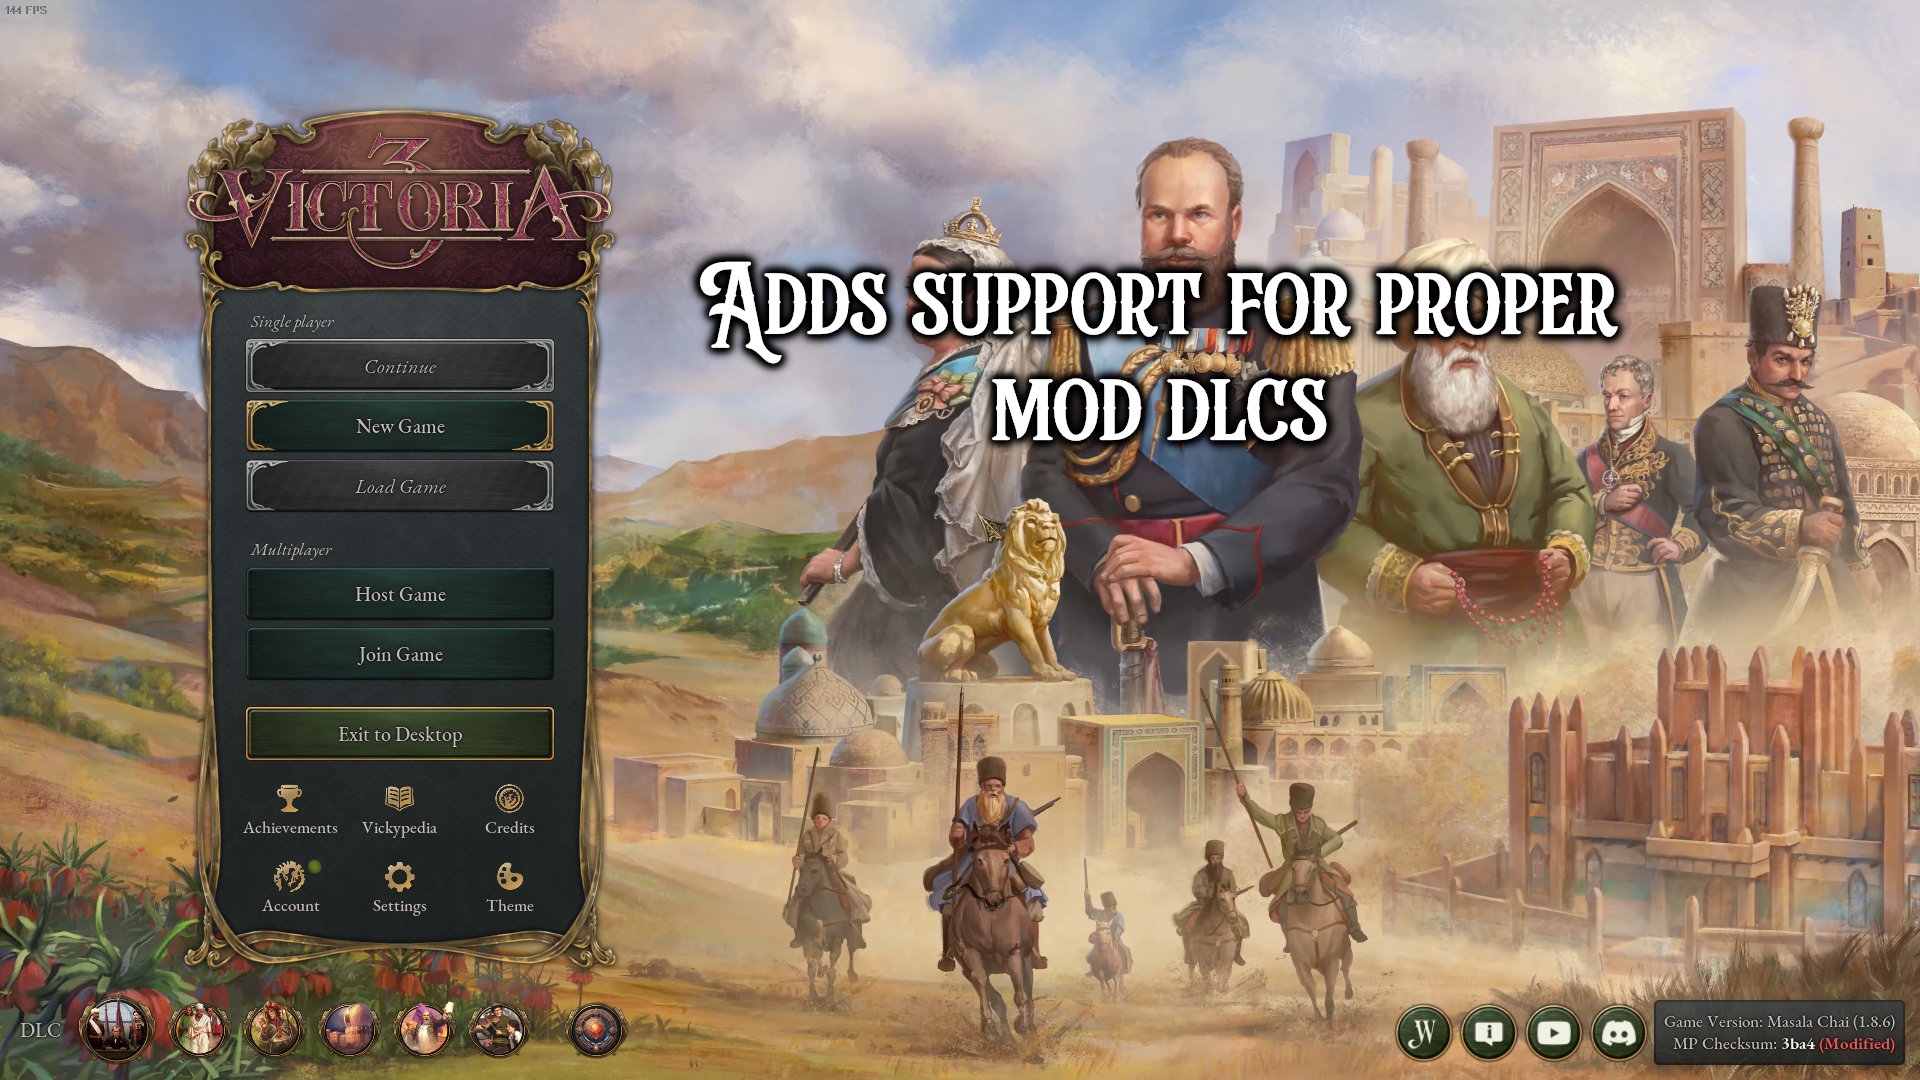 144 FPS
3
VICTORIA
Single player
Continue
New Game
Load Game
Multiplayer
Host Game
Join Game
Exit to Desktop
Achievements
Vickypedia
Credits
Account
Settings
Theme
ADDS SUPPORT FOR PROPER
MOD DLCS
DLC
W
Game Version: Masala Chai (1.8.6)
MP Checksum: 3ba4 (Modified)